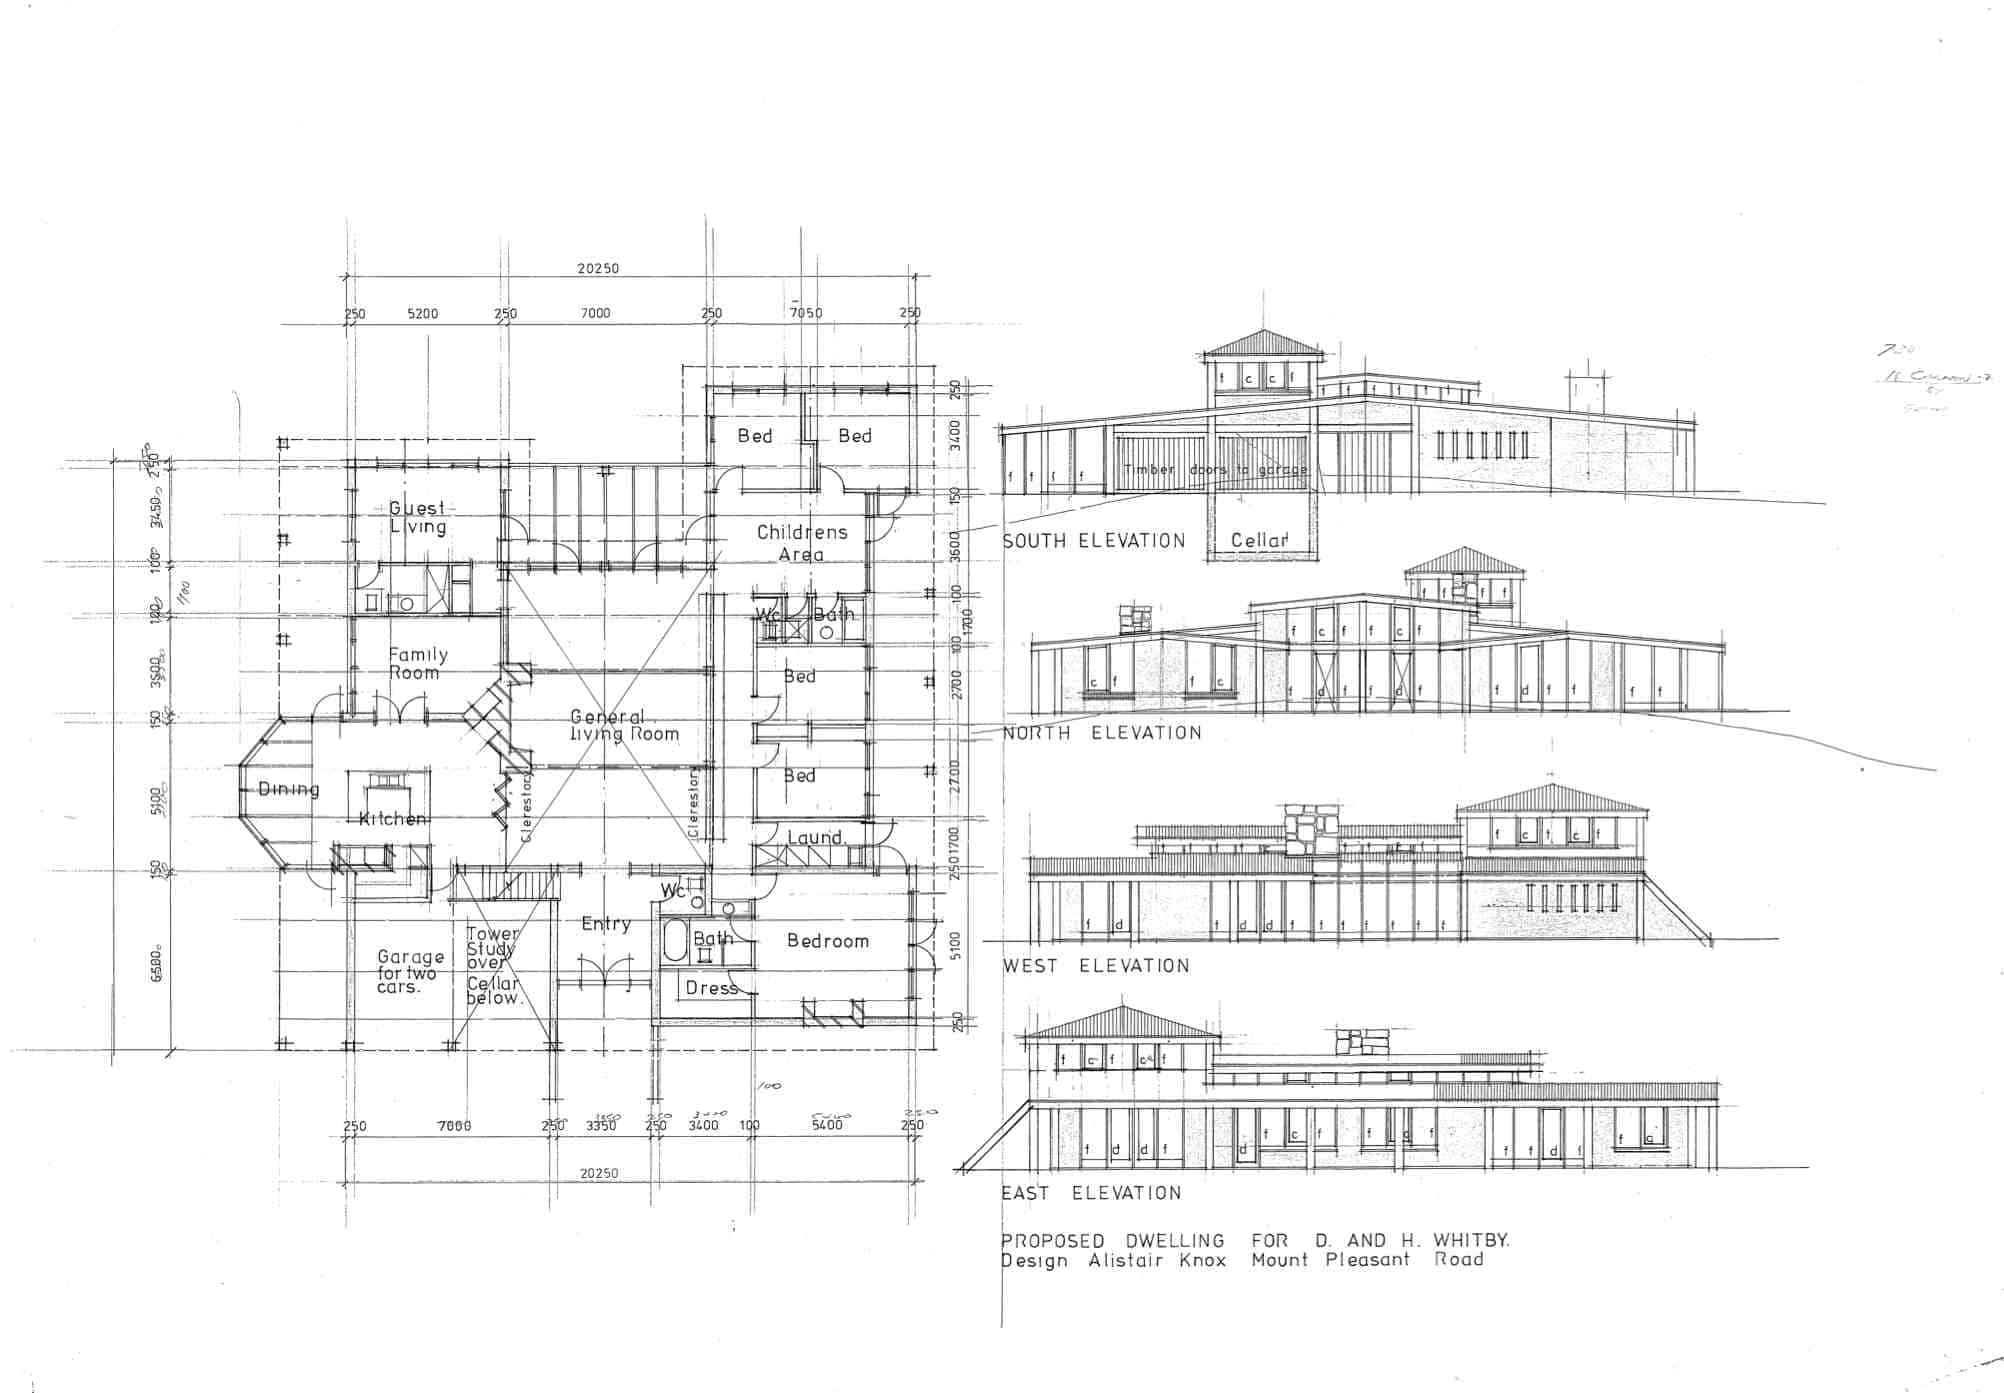 20250
250 5200 250 7000 250 7050 250
250
3400
150
3600
100
1700
100
2700
2700
1700
250
5100
250
250
3450
100
1100
150
5100
150
6500
Bed
Bed
Guest
Living
Childrens
Area
Wc
Bath
Family
Room
Bed
General
Living Room
Dining
Kitchen
Clerestory
Clerestory
Bed
Laund.
Wc
Entry
Bath
Bedroom
Dress
Garage
for two
cars.
Tower
Study
over
Cellar
below.
100
250 7000 250 3350 250 3400 100 5400 250
20250
f c c f
f f f f f f
f f f f
Timber doors to garage
SOUTH ELEVATION
Cellar
f f f f
f c f f c f
c f f c f d f f d f f d f f f f
NORTH ELEVATION
f c f c f
f d f d d f f f f f f f
WEST ELEVATION
f c f c f
f d d f d f c f f c f f f d f f c
EAST ELEVATION
PROPOSED DWELLING FOR D. AND H. WHITBY.
Design Alistair Knox Mount Pleasant Road